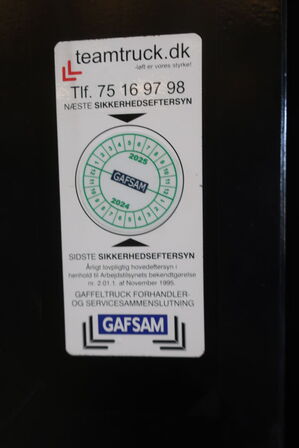 teamtruck.dk
-løft er vores styrke!
Tlf. 75 16 97 98
NÆSTE SIKKERHEDSEFTERSYN
2025
GAFSAM
2024
SIDSTE SIKKERHEDSEFTERSYN
Årligt lovpligtig hovedeftersyn i
henhold til Arbejdstilsynets bekendtgørelse
nr. 2.01.1. af November 1995.
GAFFELTRUCK FORHANDLER-
OG SERVICESAMMENSLUTNING
GAFSAM